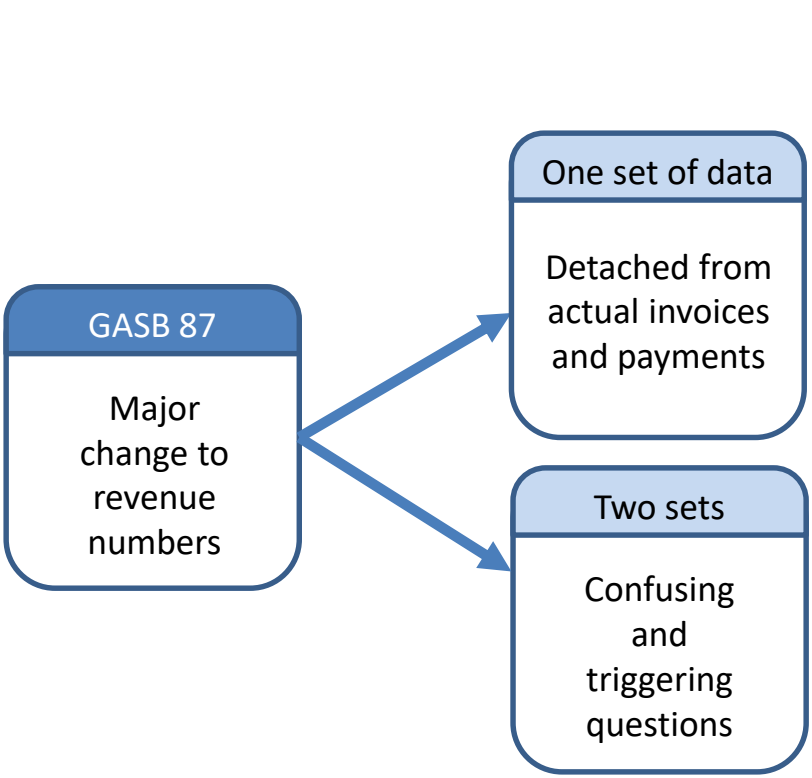 GASB 87
Major
change to
revenue
numbers
One set of data
Detached from
actual invoices
and payments
Two sets
Confusing
and
triggering
questions